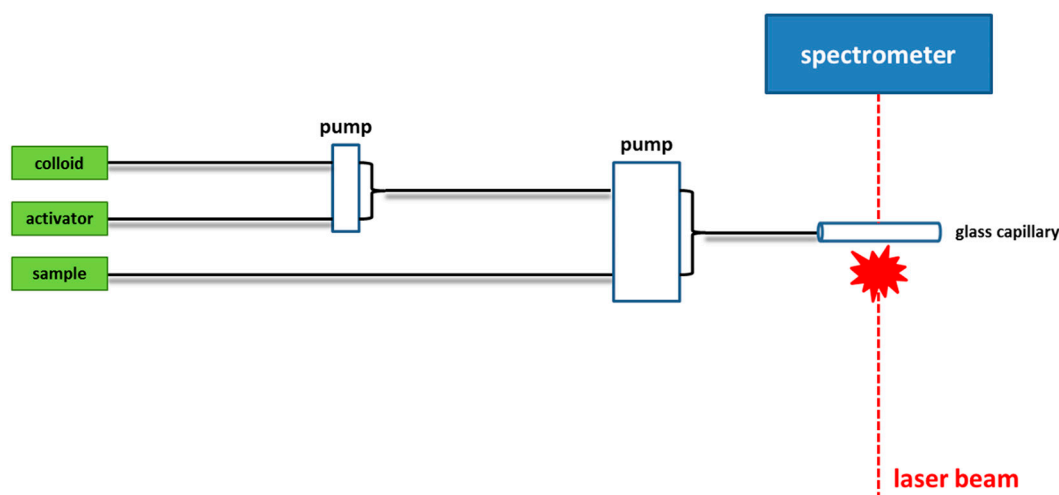 spectrometer
pump
pump
colloid
activator
sample
glass capillary
laser beam